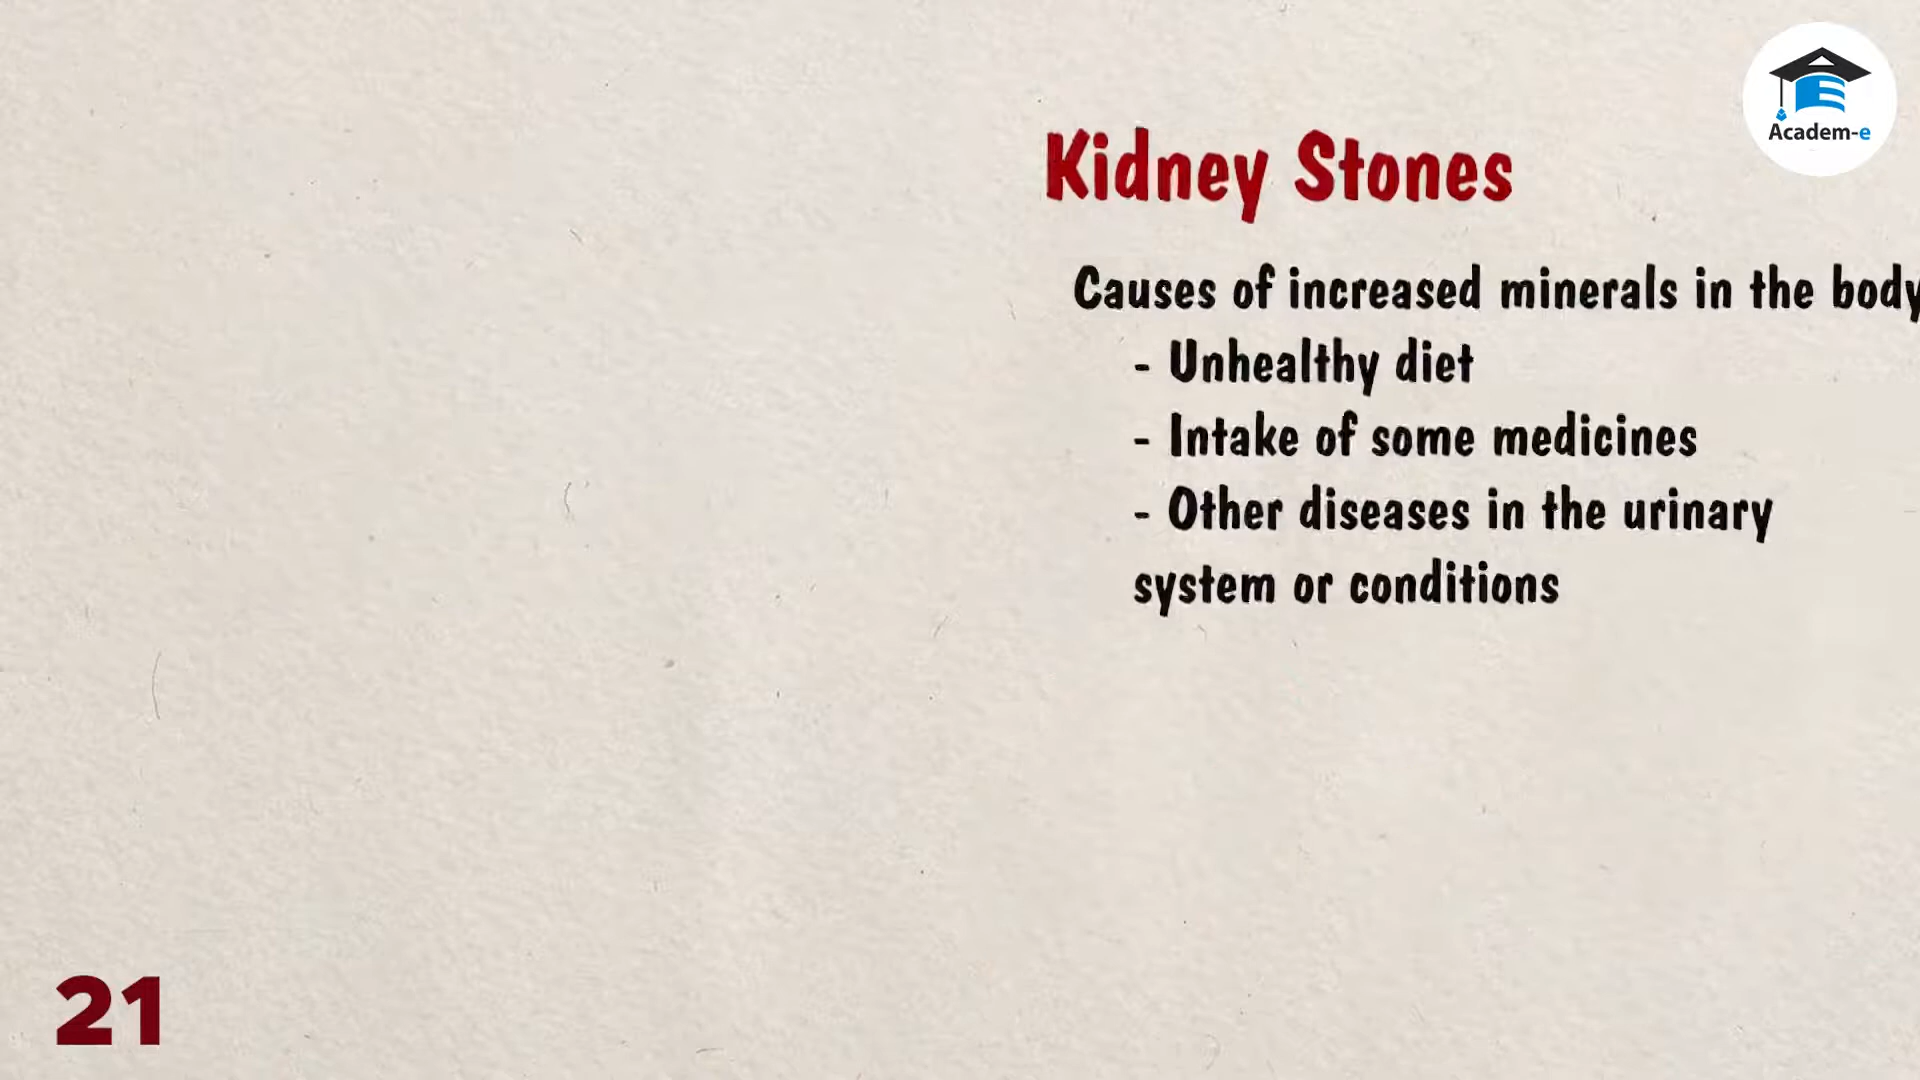 Academ-e
Kidney Stones
Causes of increased minerals in the body
- Unhealthy diet
- Intake of some medicines
- Other diseases in the urinary
system or conditions
21